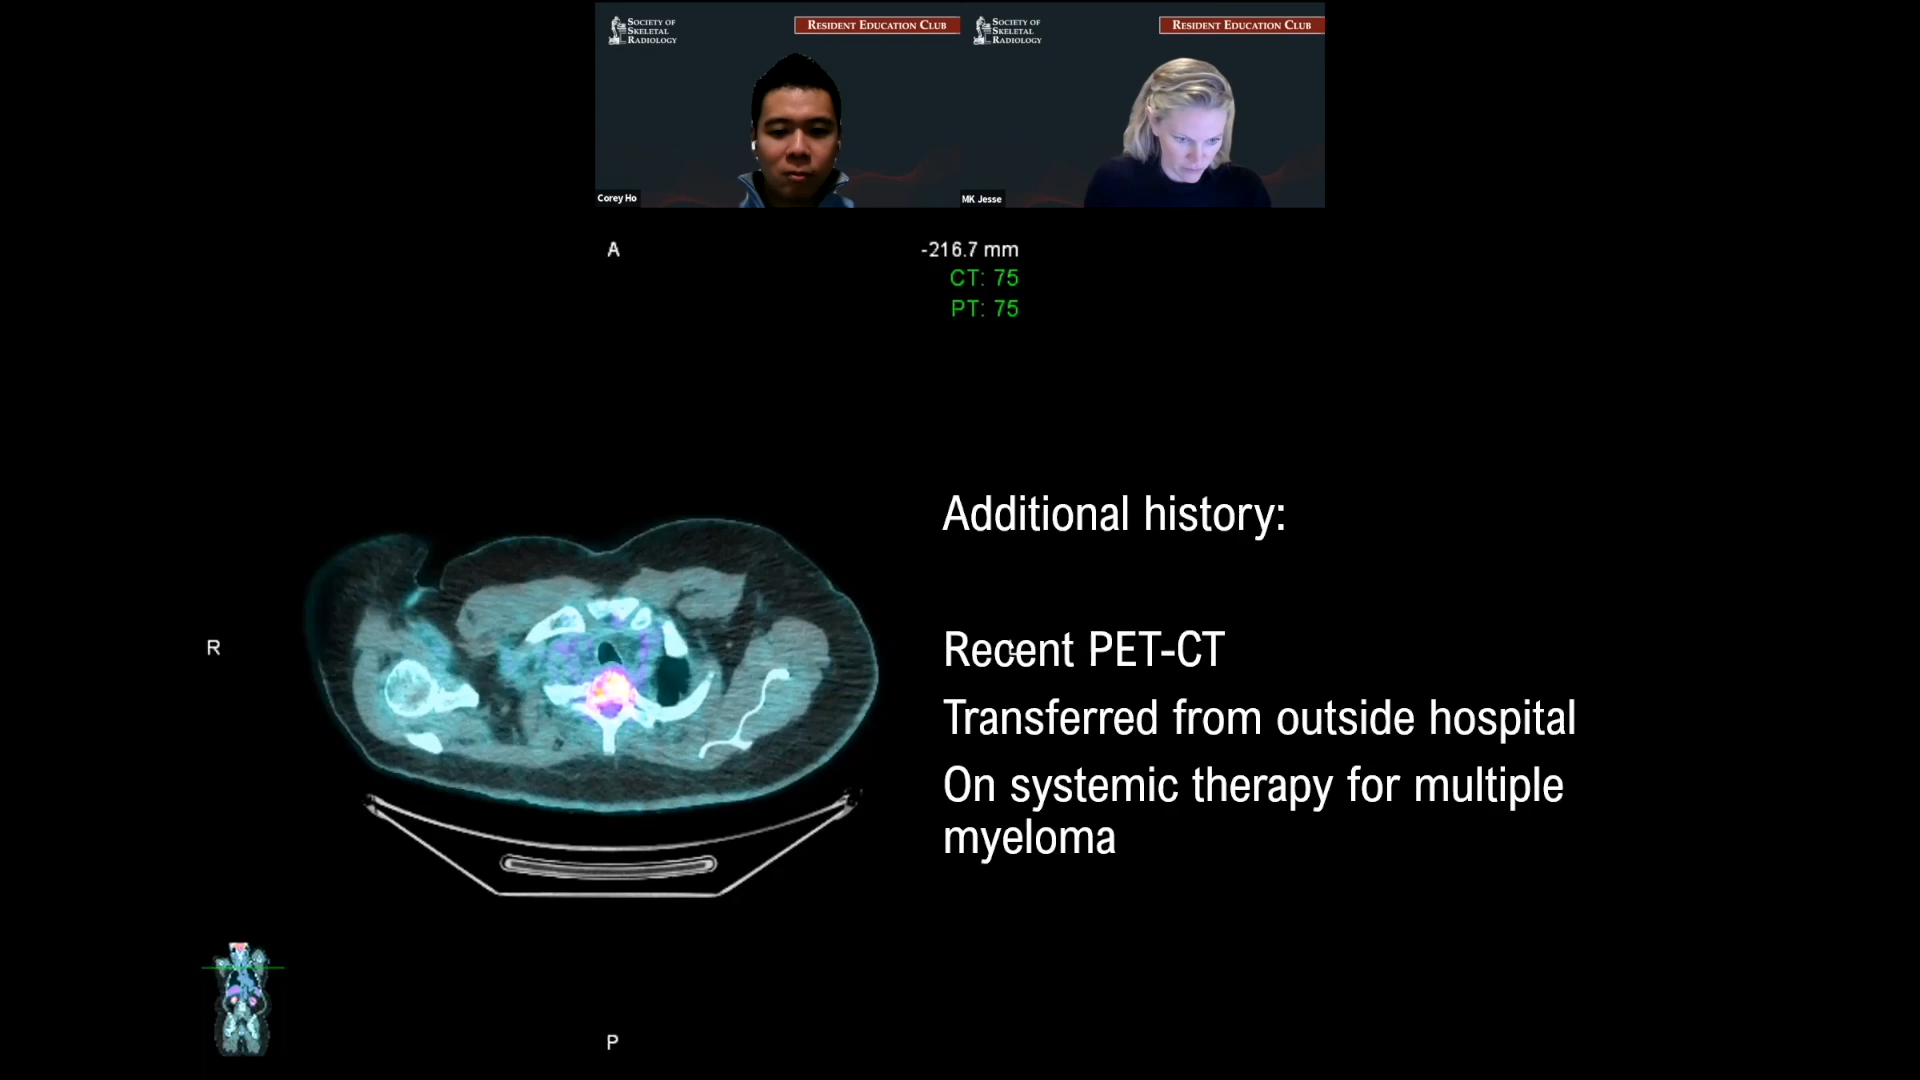 SOCIETY OF
SKELETAL
RADIOLOGY
RESIDENT EDUCATION CLUB
SOCIETY OF
SKELETAL
RADIOLOGY
RESIDENT EDUCATION CLUB
Corey Ho
MK Jesse
A
-216.7 mm
CT: 75
PT: 75
Additional history:
R
Recent PET-CT
Transferred from outside hospital
On systemic therapy for multiple
myeloma
P